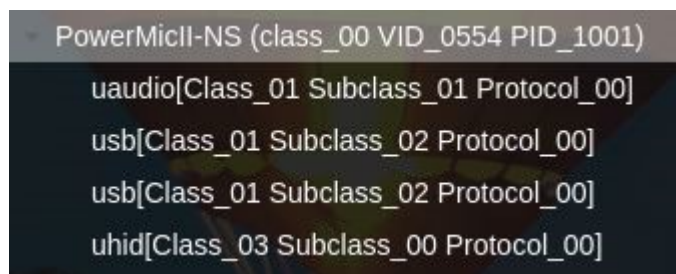 PowerMicII-NS (class_00 VID_0554 PID_1001)
uaudio[Class_01 Subclass_01 Protocol_00]
usb[Class_01 Subclass_02 Protocol_00]
usb[Class_01 Subclass_02 Protocol_00]
uhid[Class_03 Subclass_00 Protocol_00]